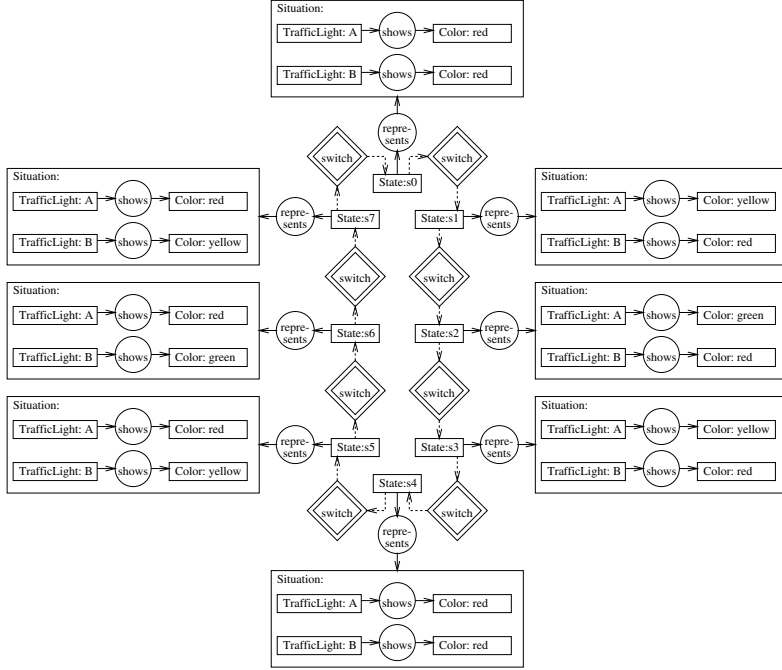 Situation:
TrafficLight: A shows Color: red
TrafficLight: B shows Color: red
repre-
sents
switch
switch
State:s0
Situation:
TrafficLight: A shows Color: red
TrafficLight: B shows Color: yellow
repre-
sents
State:s7
State:s1
repre-
sents
Situation:
TrafficLight: A shows Color: yellow
TrafficLight: B shows Color: red
switch
switch
Situation:
TrafficLight: A shows Color: red
TrafficLight: B shows Color: green
repre-
sents
State:s6
State:s2
repre-
sents
Situation:
TrafficLight: A shows Color: green
TrafficLight: B shows Color: red
switch
switch
Situation:
TrafficLight: A shows Color: red
TrafficLight: B shows Color: yellow
repre-
sents
State:s5
State:s3
repre-
sents
Situation:
TrafficLight: A shows Color: yellow
TrafficLight: B shows Color: red
State:s4
switch
switch
repre-
sents
Situation:
TrafficLight: A shows Color: red
TrafficLight: B shows Color: red